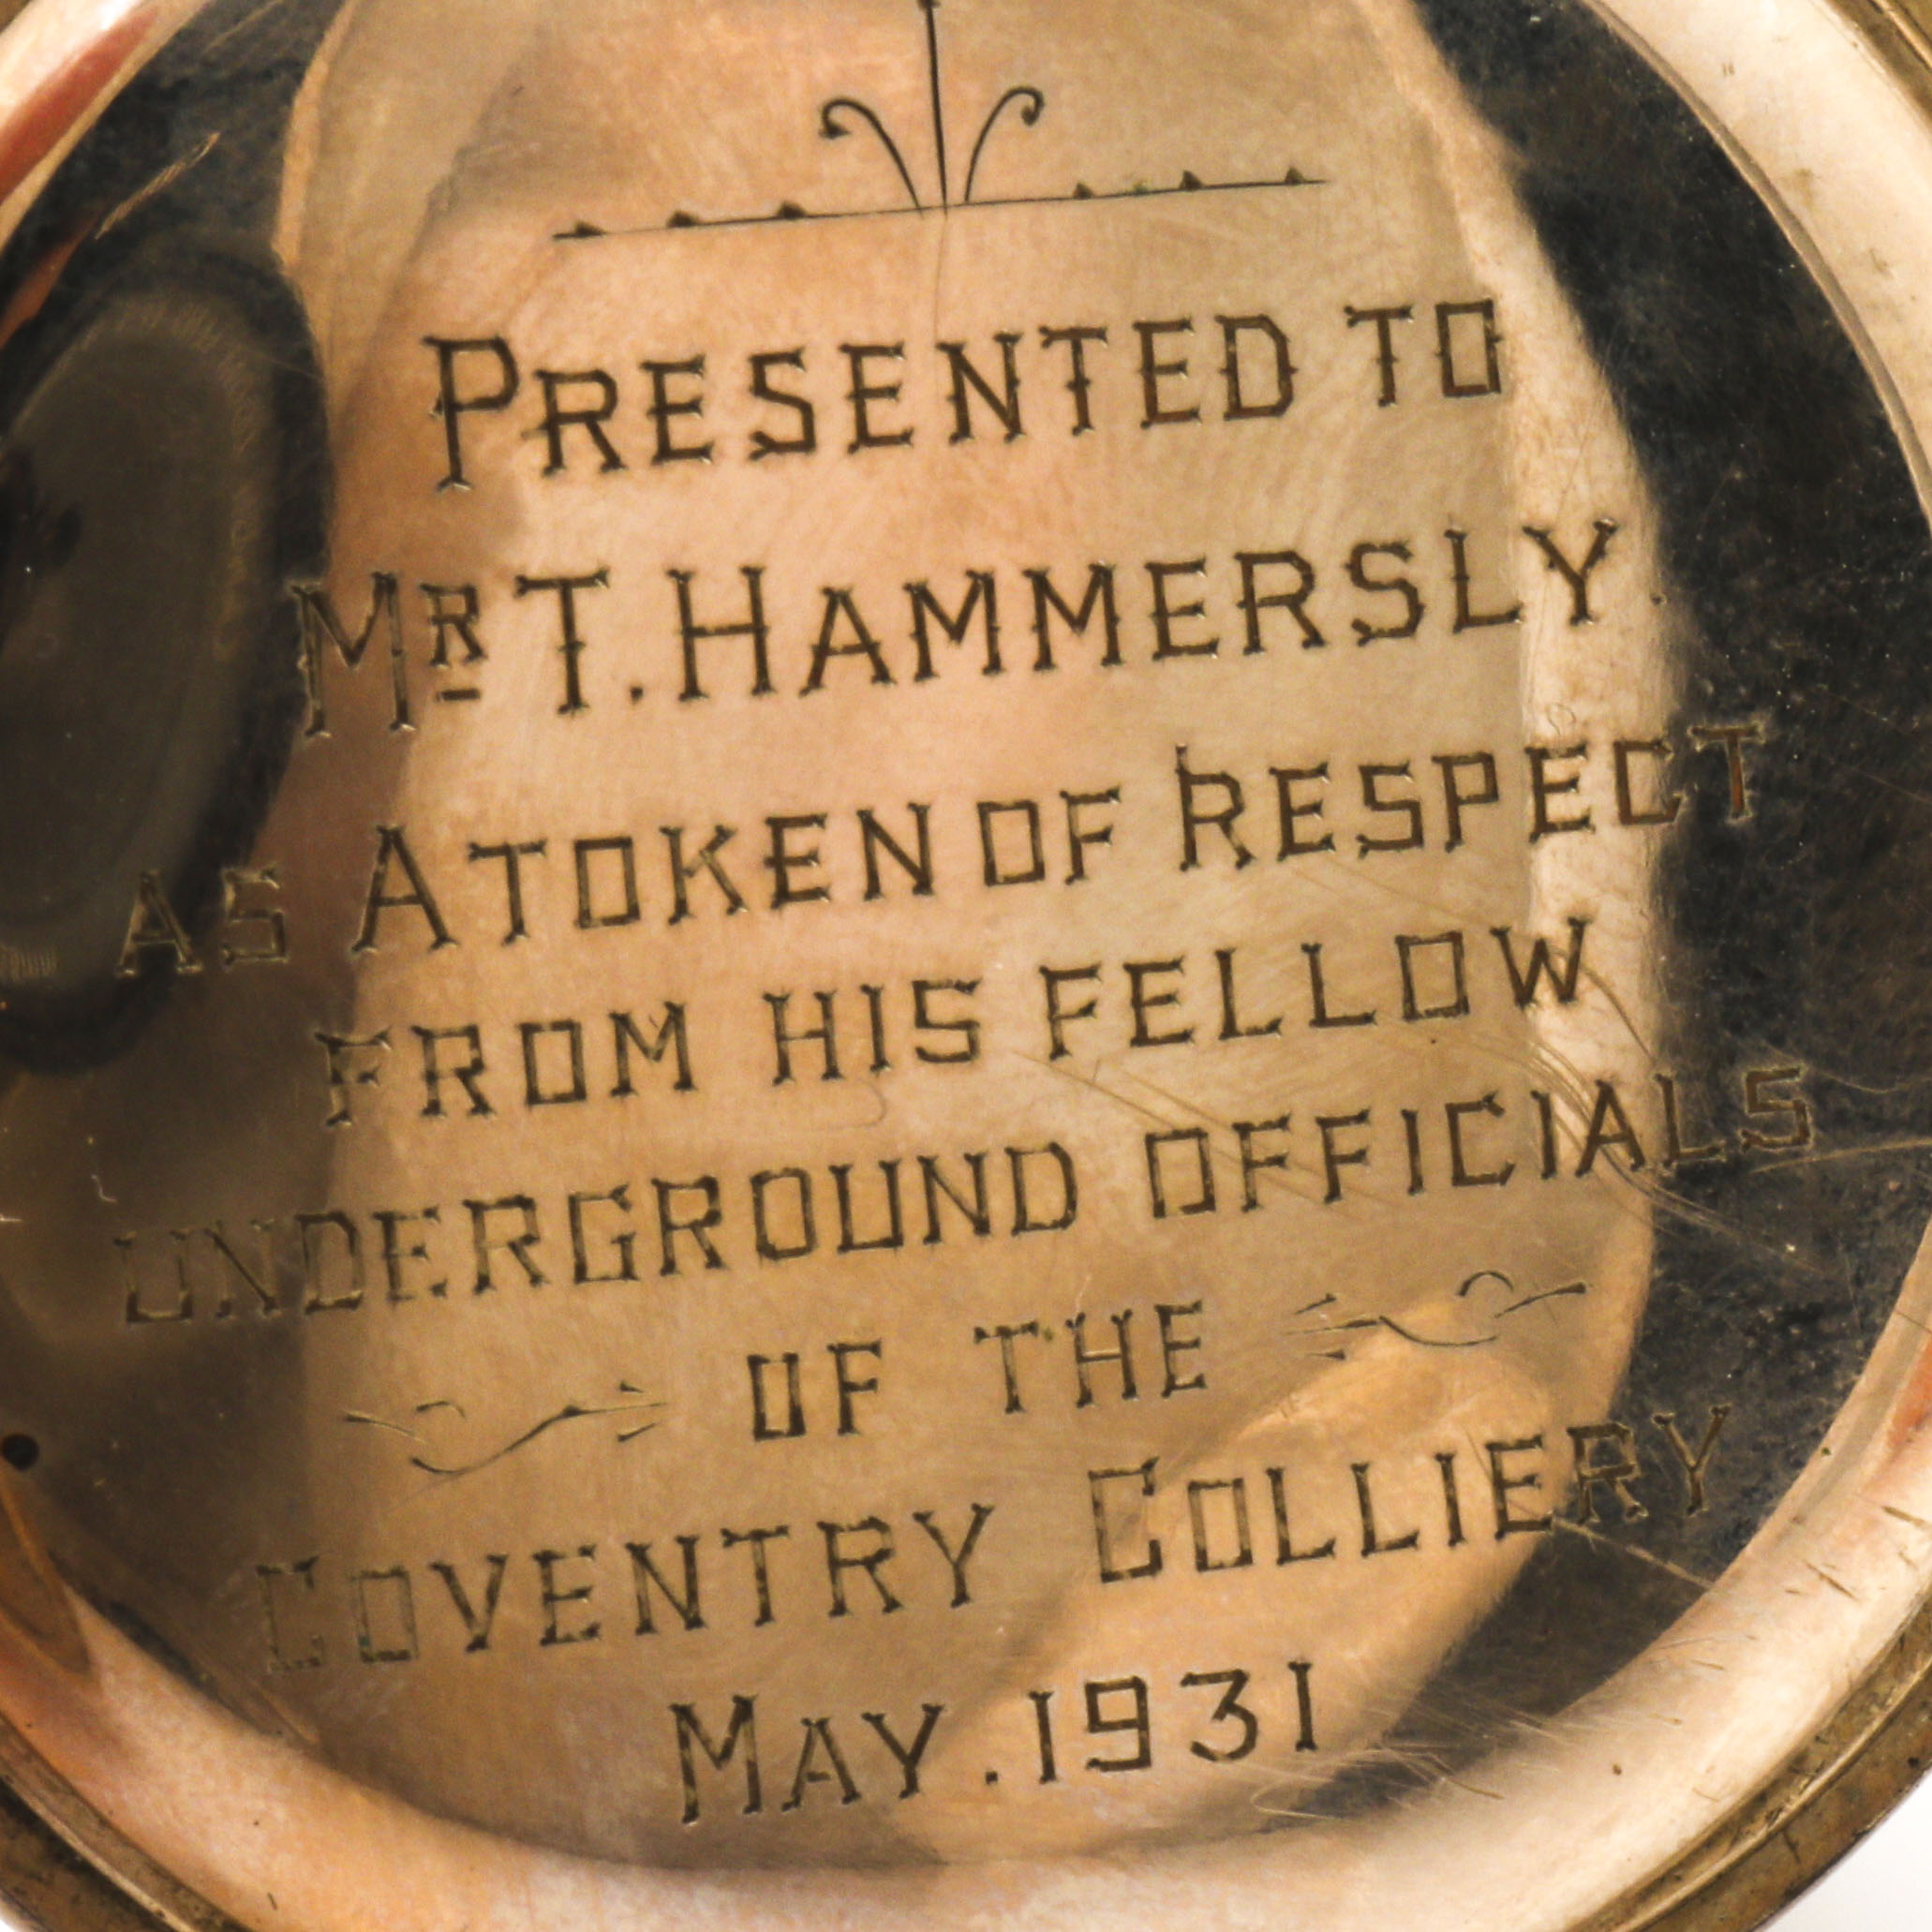 PRESENTED TO
MR T. HAMMERSLY.
AS A TOKEN OF RESPECT
FROM HIS FELLOW
UNDERGROUND OFFICIALS
OF THE
COVENTRY COLLIERY
MAY. 1931